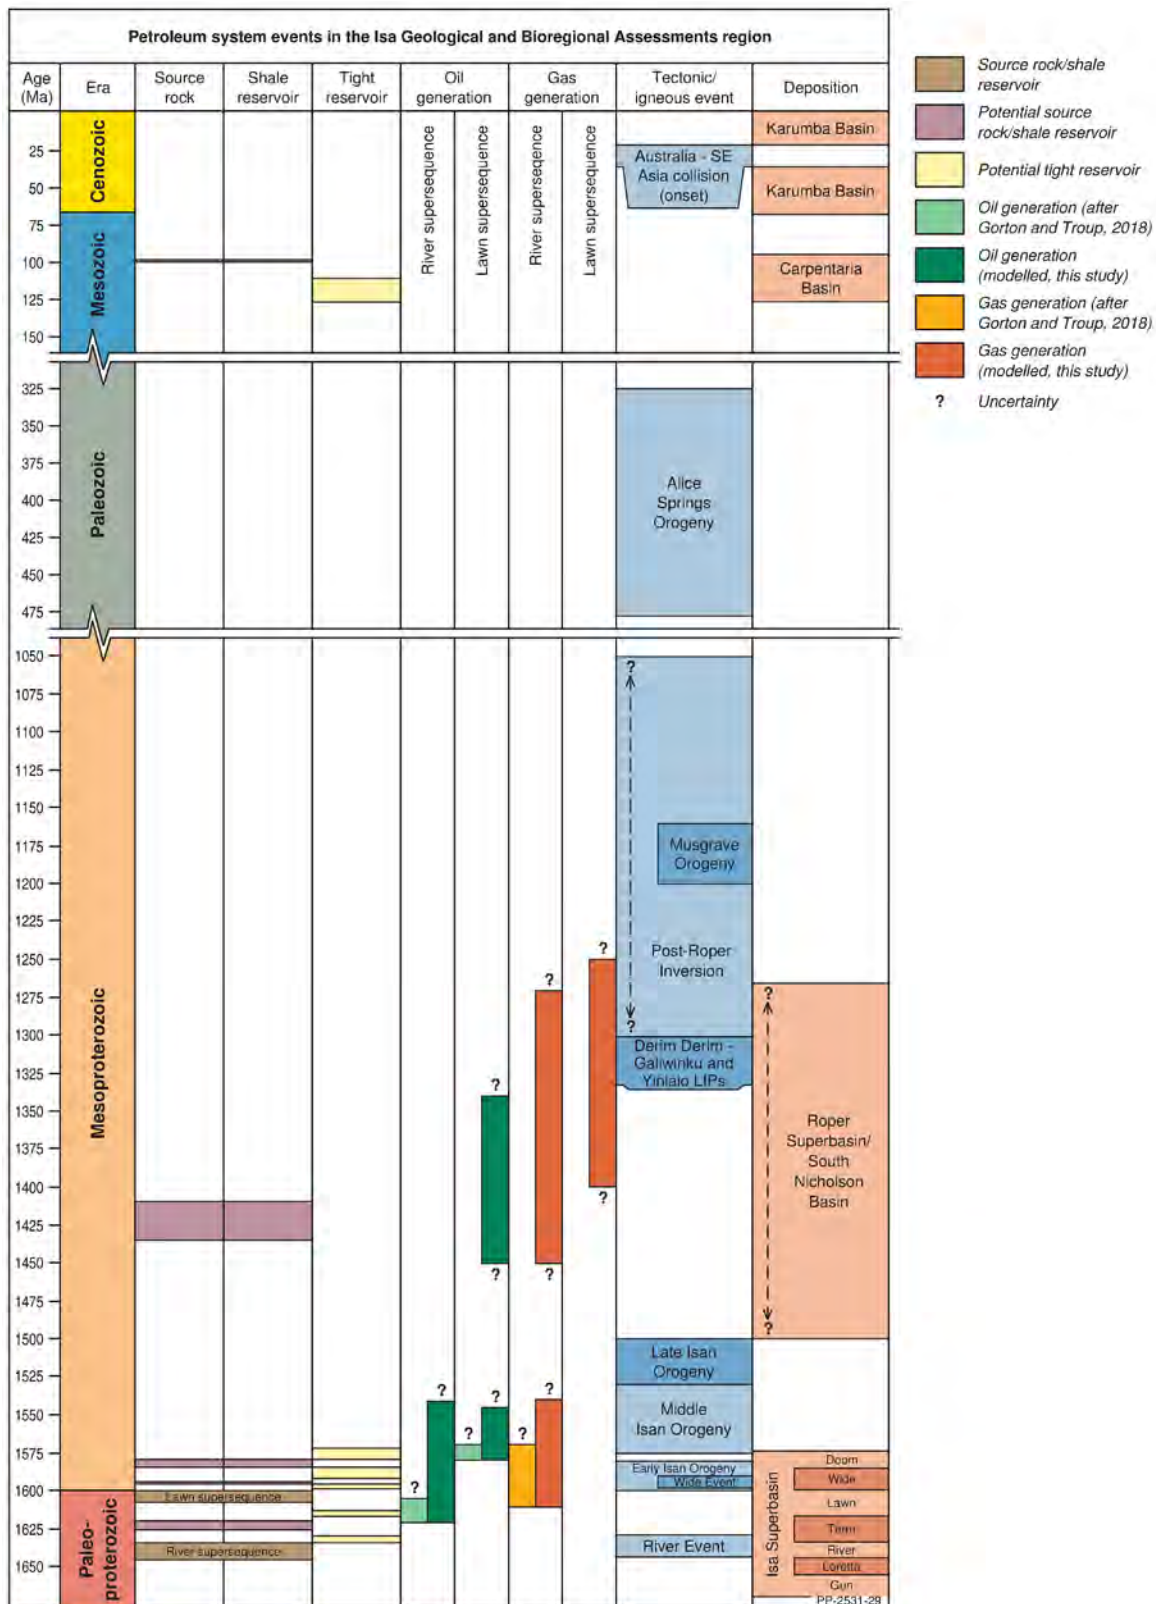 Petroleum system events in the Isa Geological and Bioregional Assessments region
Age
(Ma)
Era
Source
rock
Shale
reservoir
Tight
reservoir
Oil
generation
Gas
generation
Tectonic/
igneous event
Deposition
River supersequence
Lawn supersequence
River supersequence
Lawn supersequence
25
50
75
100
125
150
325
350
375
400
425
450
475
1050
1075
1100
1125
1150
1175
1200
1225
1250
1275
1300
1325
1350
1375
1400
1425
1450
1475
1500
1525
1550
1575
1600
1625
1650
Cenozoic
Mesozoic
Paleozoic
Mesoproterozoic
Paleo-
proterozoic
Lawn supersequence
River supersequence
?
?
?
?
?
?
?
?
?
?
?
?
?
?
Australia - SE
Asia collision
(onset)
Alice
Springs
Orogeny
?
Musgrave
Orogeny
Post-Roper
Inversion
?
Derim Derim -
Galiwinku and
Yinlalo LIPs
Late Isan
Orogeny
Middle
Isan Orogeny
Early Isan Orogeny
Wide Event
River Event
Karumba Basin
Karumba Basin
Carpentaria
Basin
?
Roper
Superbasin/
South
Nicholson
Basin
?
Isa Superbasin
Doom
Wide
Lawn
Term
River
Loretta
Gun
PP-2531-29
Source rock/shale
reservoir
Potential source
rock/shale reservoir
Potential tight reservoir
Oil generation (after
Gorton and Troup, 2018)
Oil generation
(modelled, this study)
Gas generation (after
Gorton and Troup, 2018)
Gas generation
(modelled, this study)
? Uncertainty